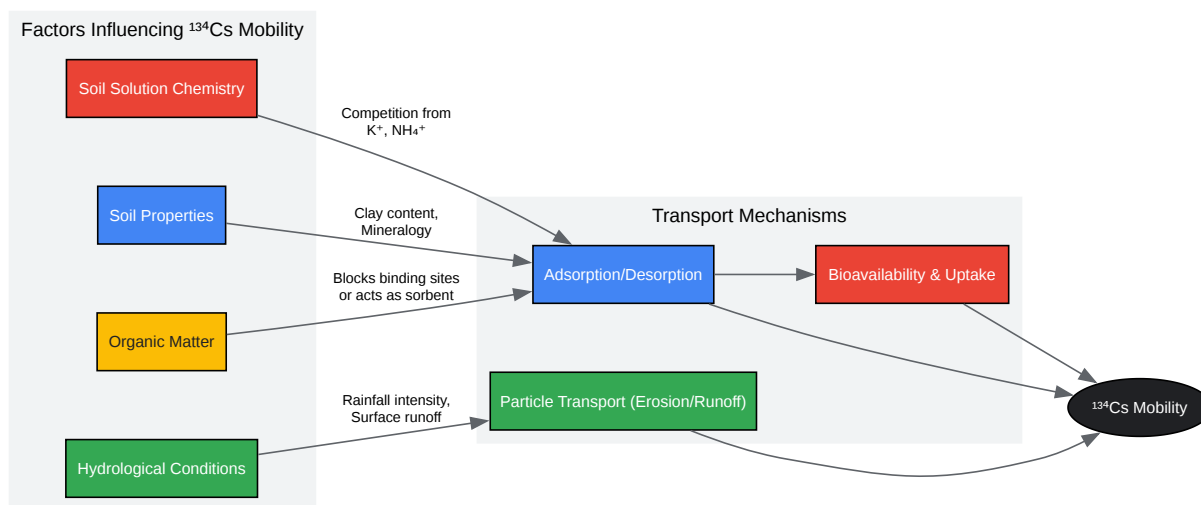 Factors Influencing ¹³⁴Cs Mobility
Soil Solution Chemistry
Competition from
K⁺, NH₄⁺
Soil Properties
Clay content,
Mineralogy
Transport Mechanisms
Adsorption/Desorption
Bioavailability & Uptake
Blocks binding sites
or acts as sorbent
Organic Matter
Rainfall intensity,
Surface runoff
Particle Transport (Erosion/Runoff)
¹³⁴Cs Mobility
Hydrological Conditions